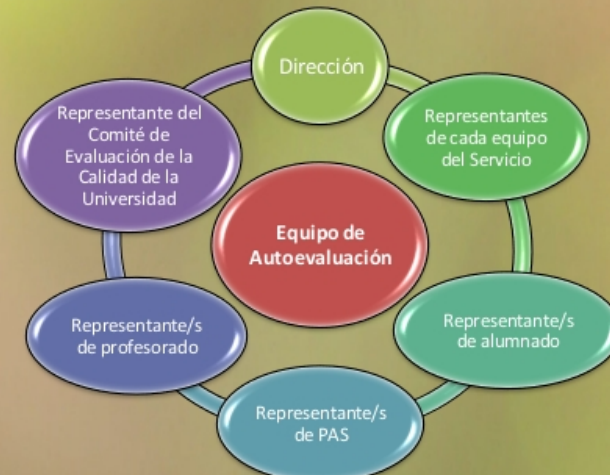 Dirección
Representantes
de cada equipo
del Servicio
Representante/s
de alumnado
Representante/s
de PAS
Representante/s
de profesorado
Representante del
Comité de
Evaluación de la
Calidad de la
Universidad
Equipo de
Autoevaluación